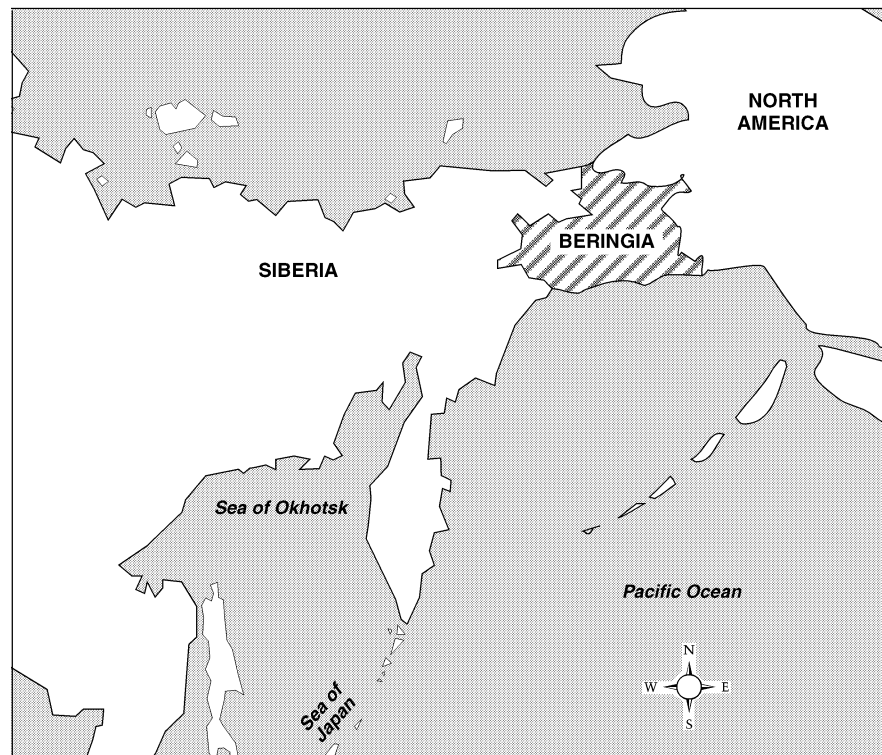 NORTH
AMERICA
BERINGIA
SIBERIA
Sea of Okhotsk
Pacific Ocean
N
W E
S
Sea of
Japan